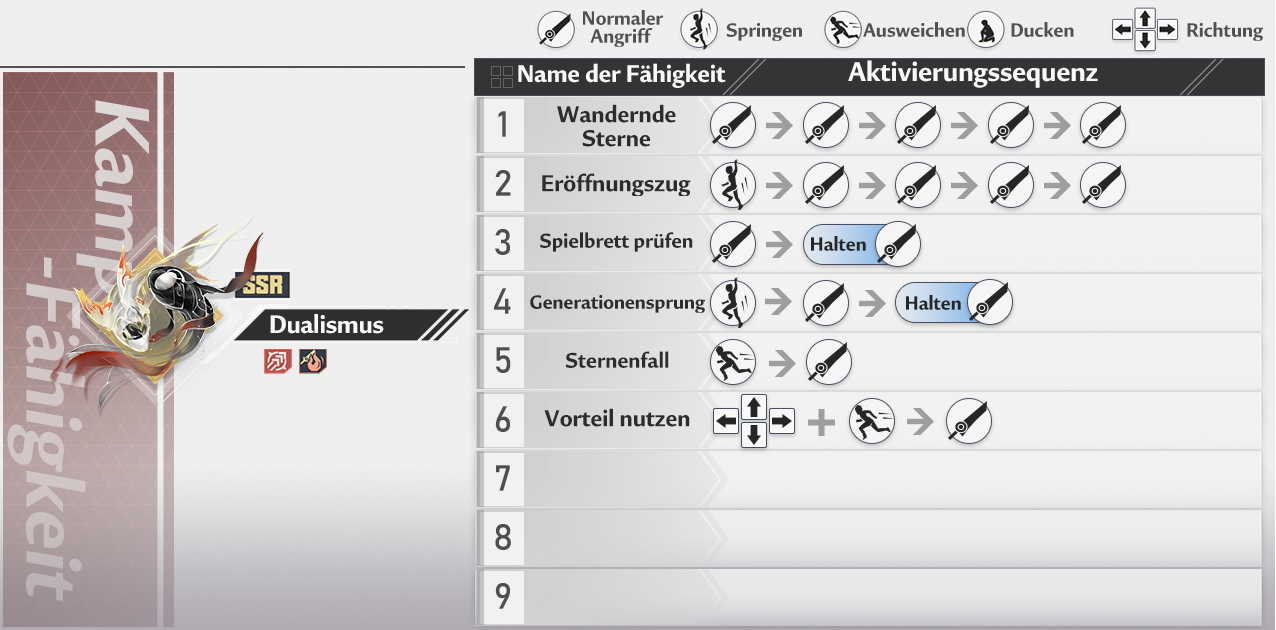 Normaler
Angriff
Springen
Ausweichen
Ducken
Richtung
Name der Fähigkeit
Aktivierungssequenz
Kampf
-Fähigkeit
SSR
Dualismus
1
Wandernde
Sterne
2
Eröffnungszug
3
Spielbrett prüfen
Halten
4
Generationensprung
Halten
5
Sternenfall
6
Vorteil nutzen
7
8
9